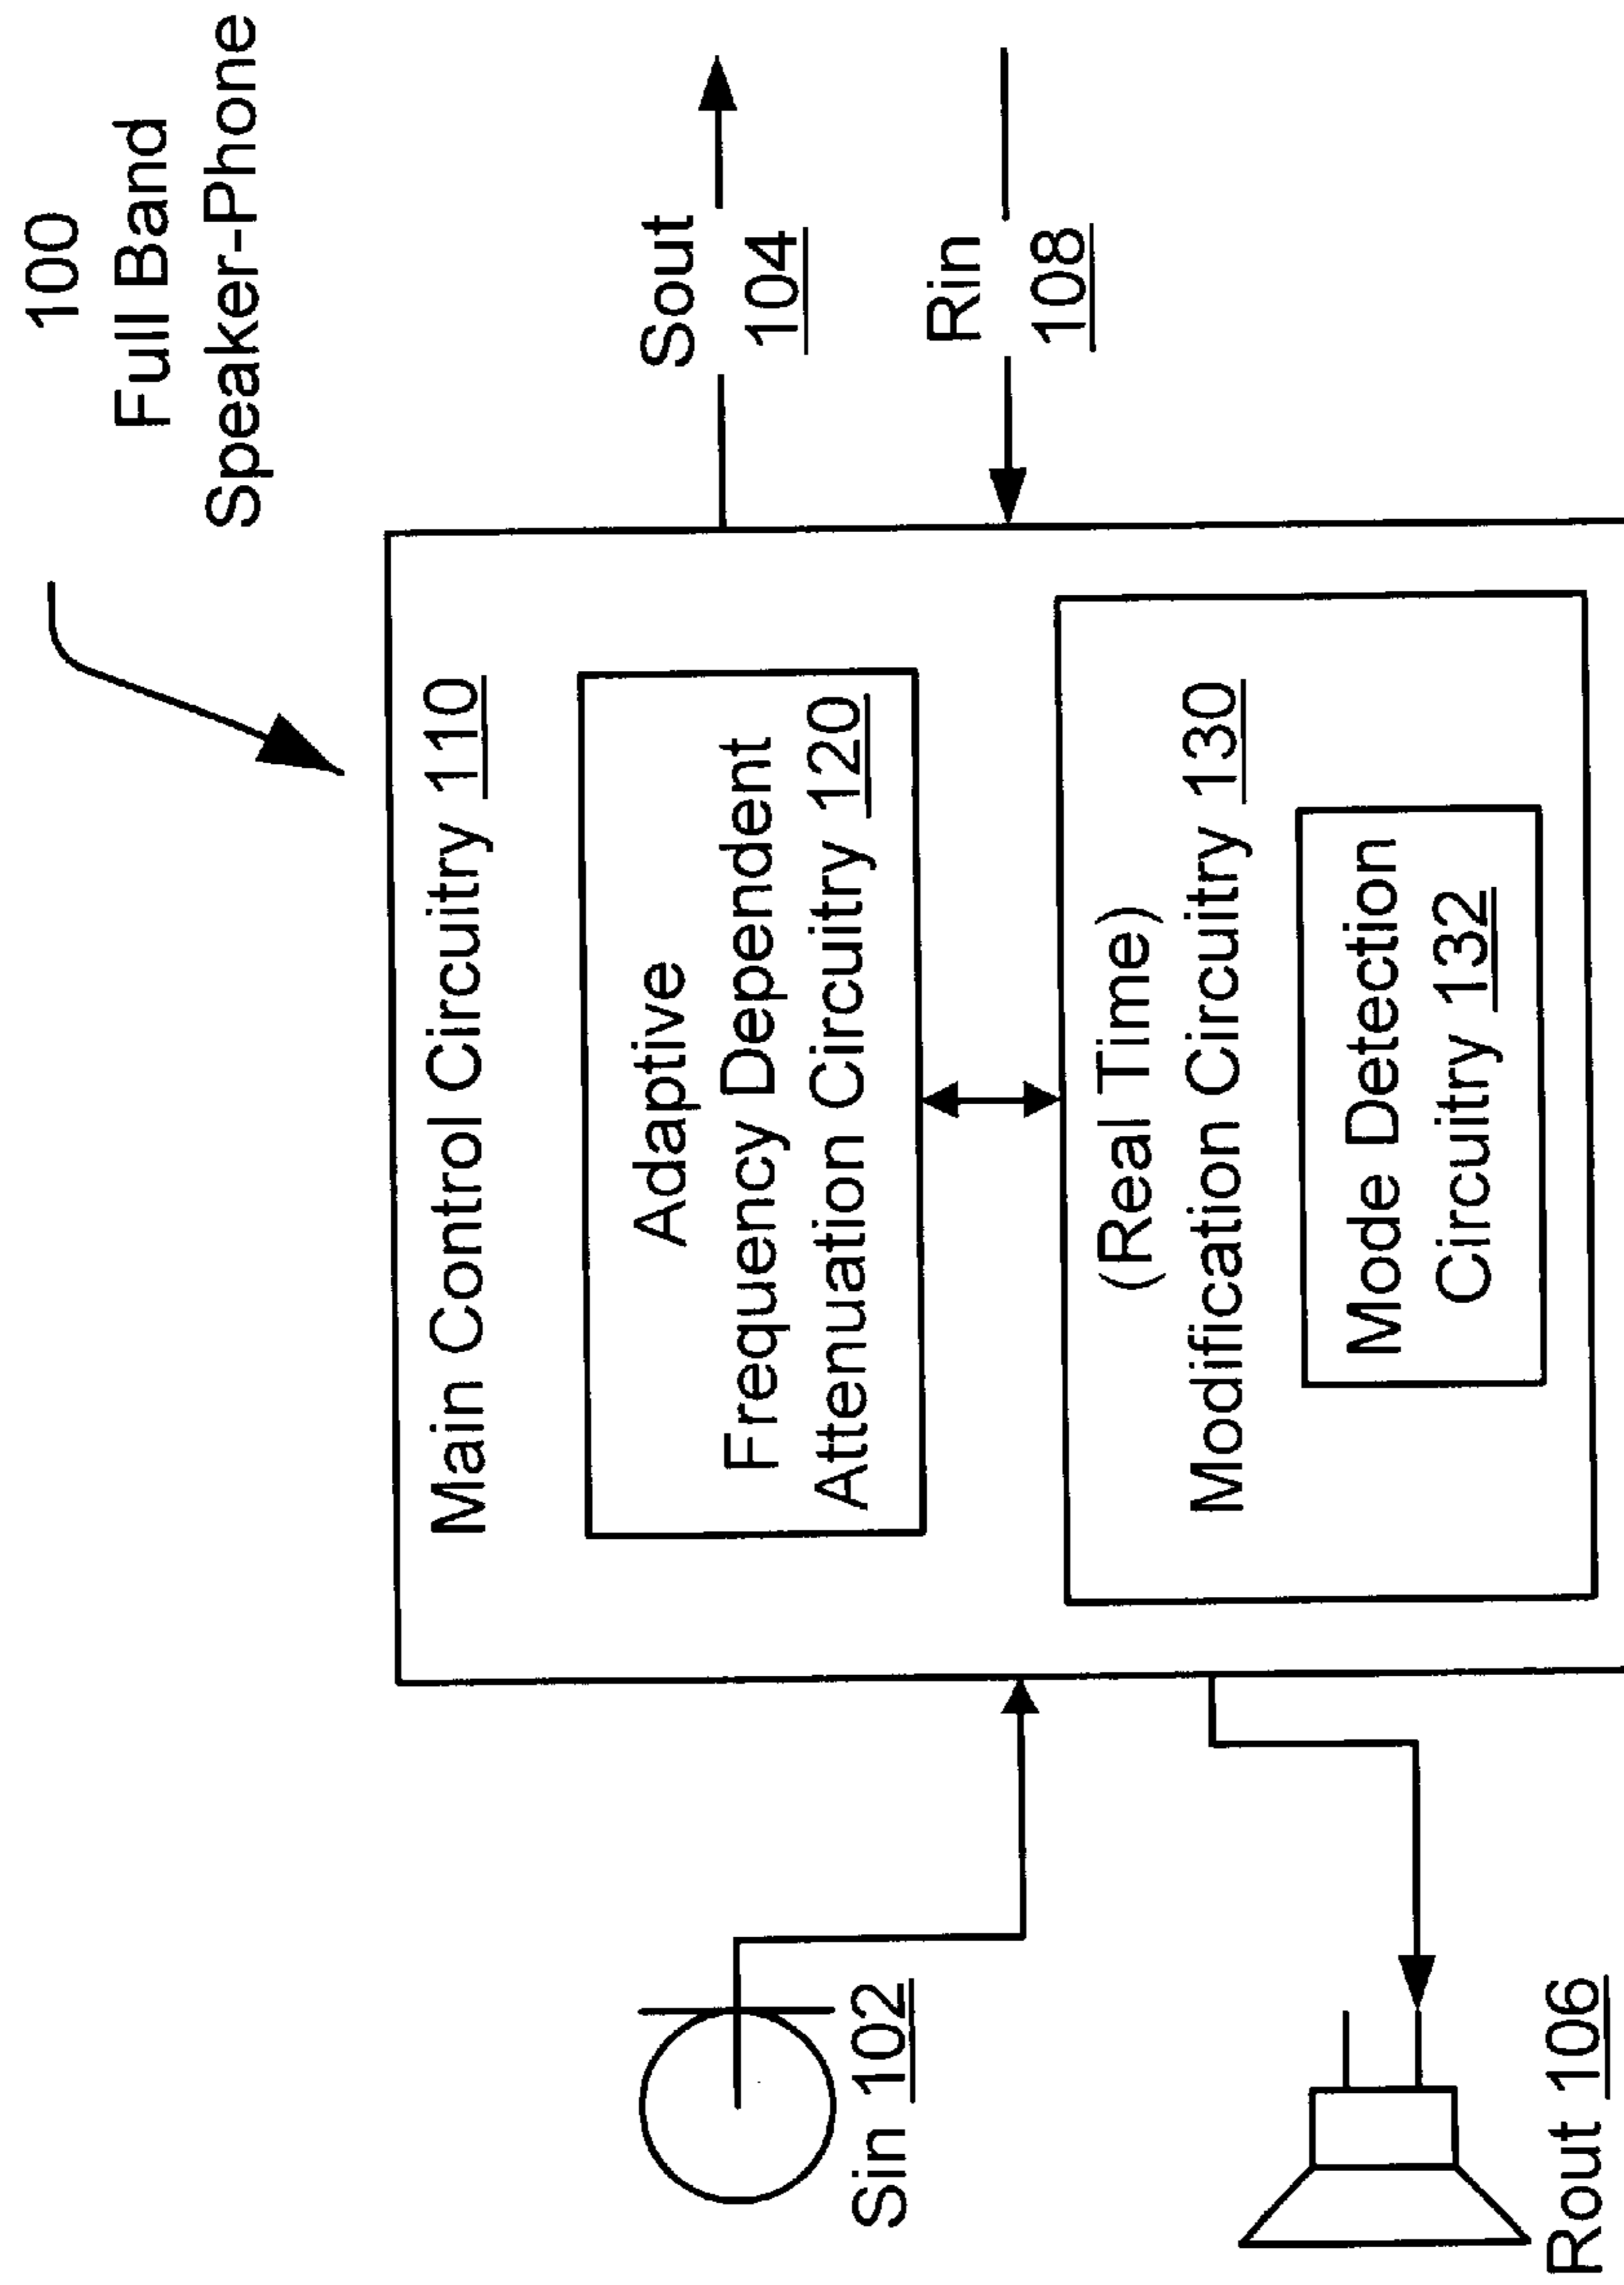 100
Full Band
Speaker-Phone
Main Control Circuitry 110
Adaptive
Frequency Dependent
Attenuation Circuitry 120
(Real Time)
Modification Circuitry 130
Mode Detection
Circuitry 132
Sin 102
Rout 106
Sout
104
Rin
108